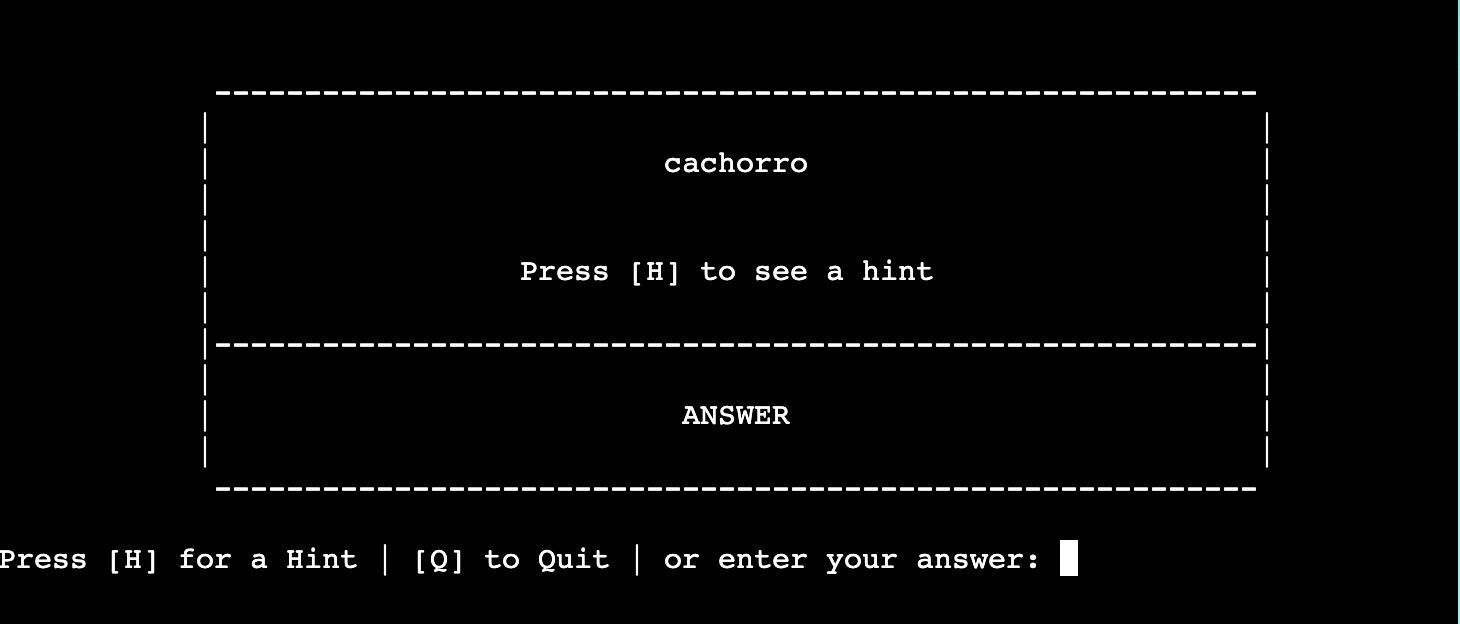 cachorro
Press [H] to see a hint
ANSWER
Press [H] for a Hint | [Q] to Quit | or enter your answer: